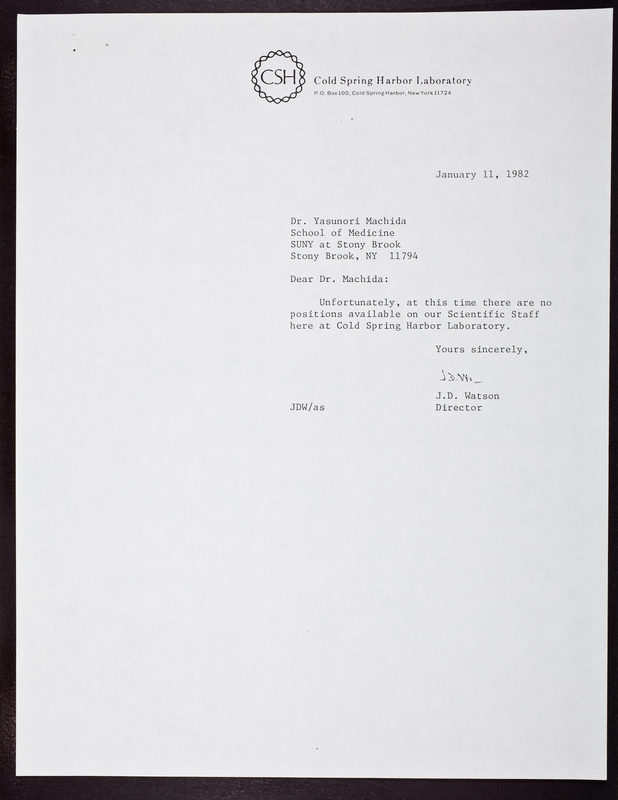 CSH
Cold Spring Harbor Laboratory
P.O. Box 100, Cold Spring Harbor, New York 11724
January 11, 1982
Dr. Yasunori Machida
School of Medicine
SUNY at Stony Brook
Stony Brook, NY  11794
Dear Dr. Machida:
Unfortunately, at this time there are no
positions available on our Scientific Staff
here at Cold Spring Harbor Laboratory.
Yours sincerely,
J.D. Watson
JDW/as Director